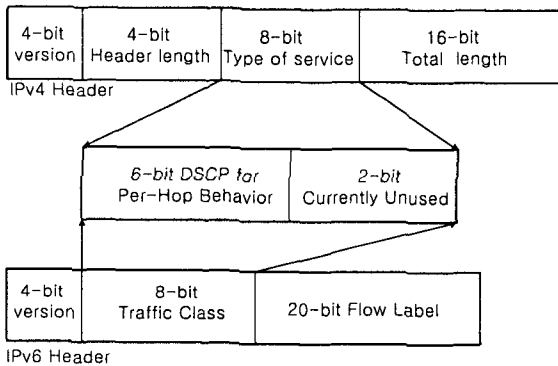 4-bit
version
4-bit
Header length
8-bit
Type of service
16-bit
Total length
IPv4 Header
6-bit DSCP for
Per-Hop Behavior
2-bit
Currently Unused
4-bit
version
8-bit
Traffic Class
20-bit Flow Label
IPv6 Header